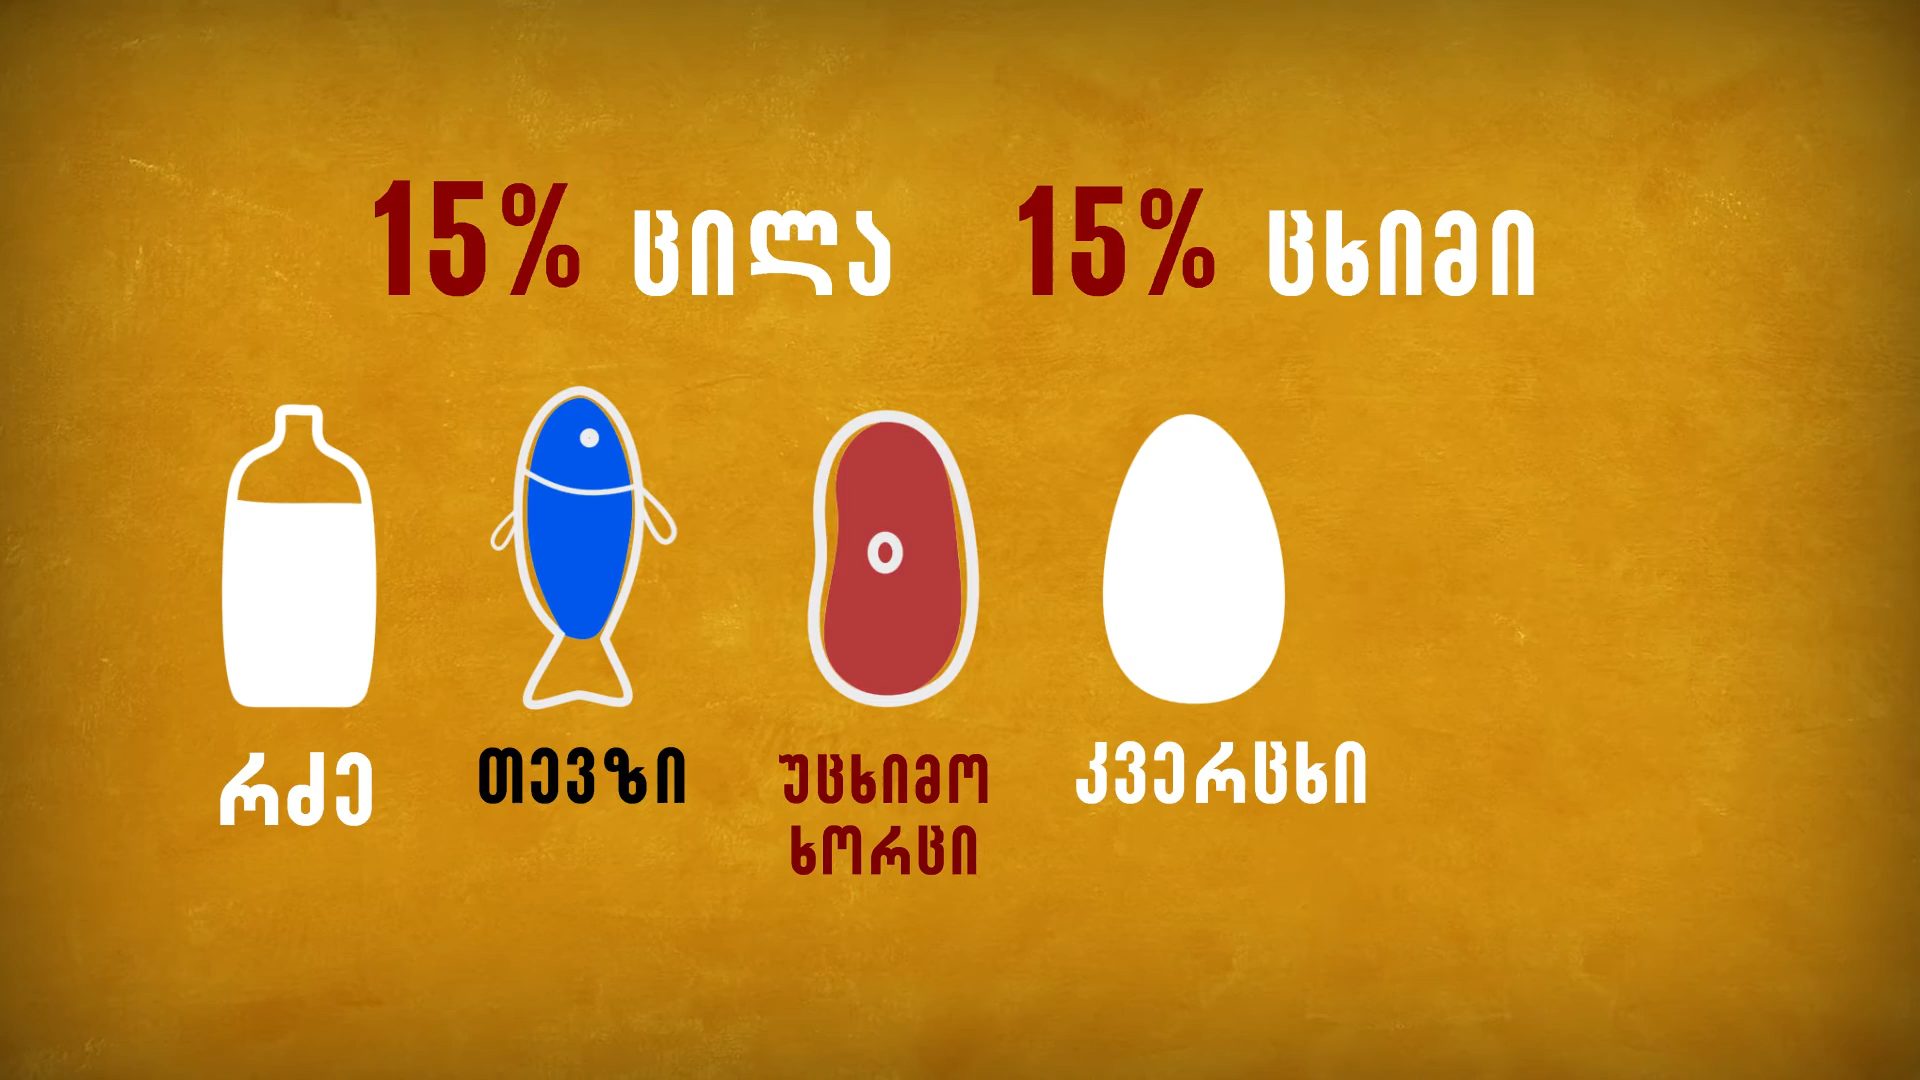 15% ცილა 15% ცხიმი
რძე
თევზი
უცხიმო
ხორცი
კვერცხი